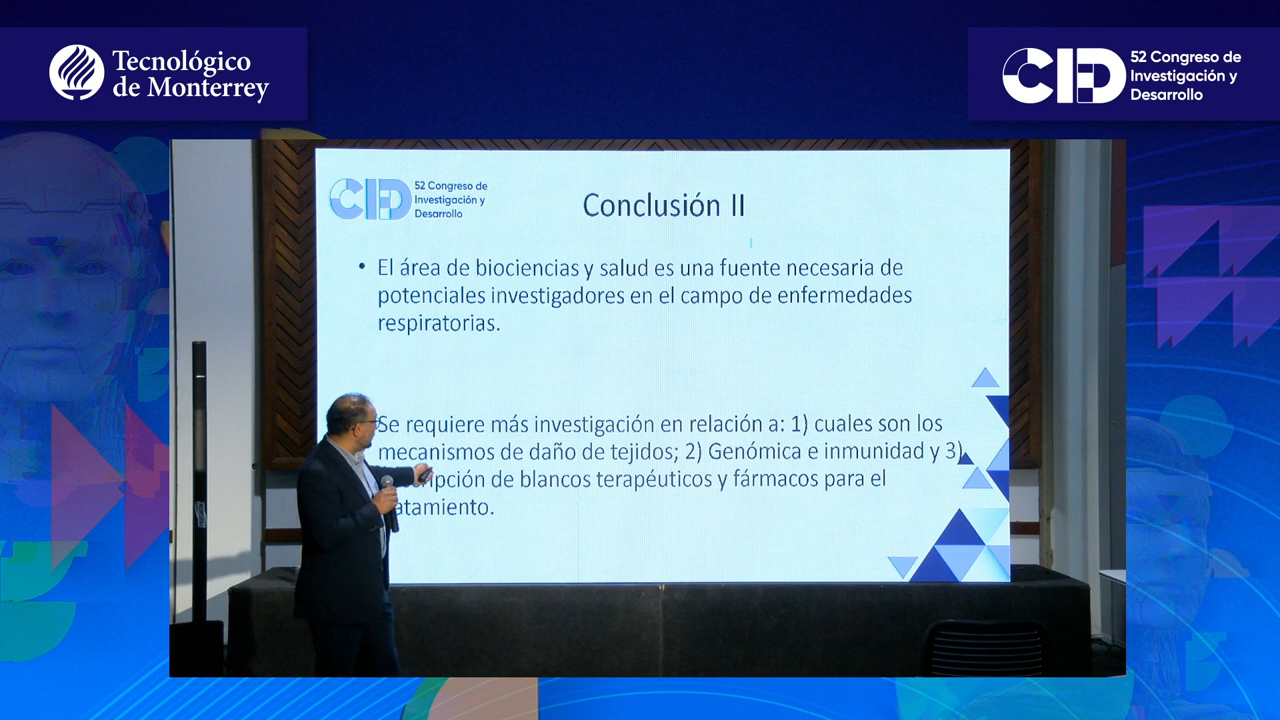 Tecnológico
de Monterrey
CID
52 Congreso de
Investigación y
Desarrollo
CID
52 Congreso de
Investigación y
Desarrollo
Conclusión II
• El área de biociencias y salud es una fuente necesaria de
potenciales investigadores en el campo de enfermedades
respiratorias.
Se requiere más investigación en relación a: 1) cuales son los
mecanismos de daño de tejidos; 2) Genómica e inmunidad y 3)
de blancos terapéuticos y fármacos para el